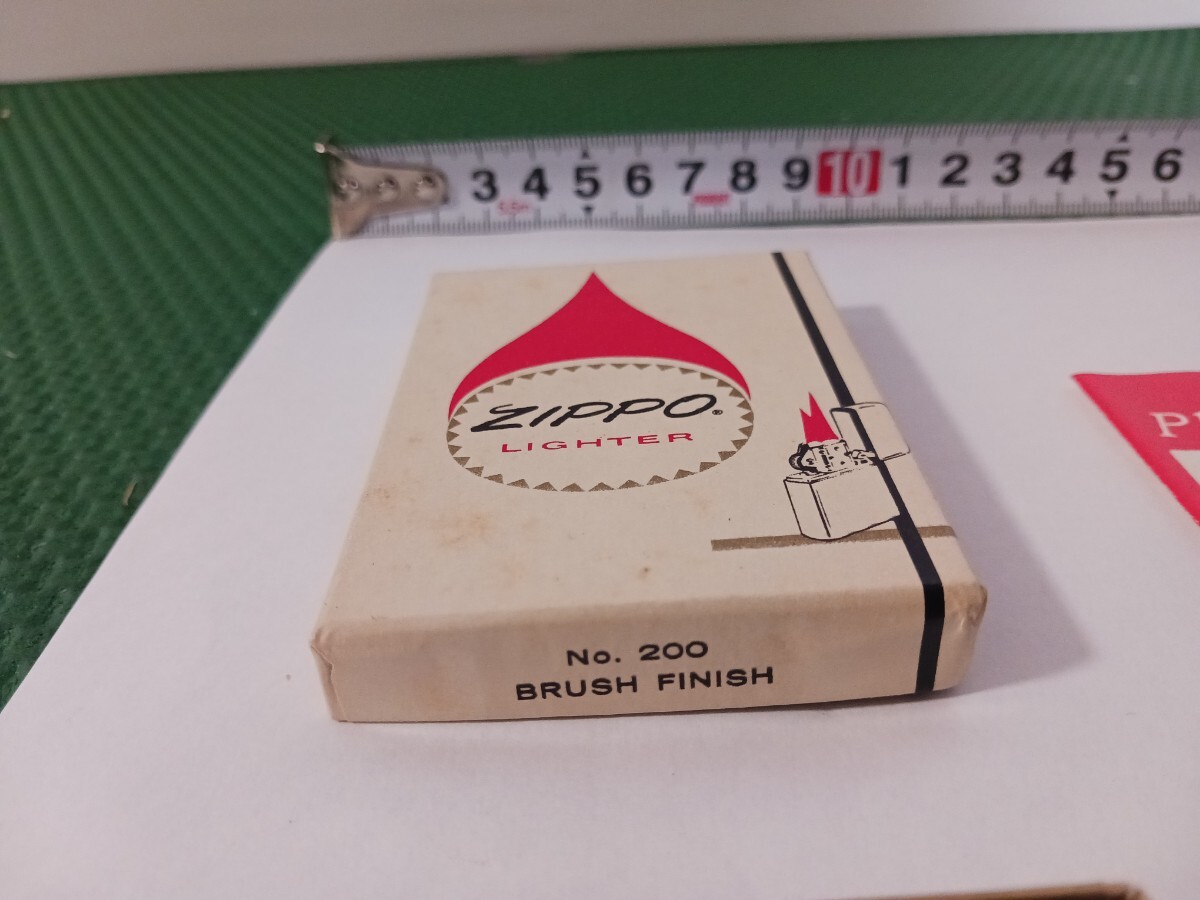 3 4 5 6 7 8 9 10 1 2 3 4 5 6
ZIPPO®
LIGHTER
No. 200
BRUSH FINISH